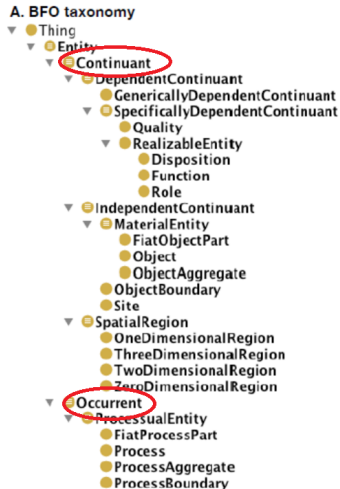 A. BFO taxonomy
Thing
Entity
Continuant
DependentContinuant
GenericallyDependentContinuant
SpecificallyDependentContinuant
Quality
RealizableEntity
Disposition
Function
Role
IndependentContinuant
MaterialEntity
FiatObjectPart
Object
ObjectAggregate
ObjectBoundary
Site
SpatialRegion
OneDimensionalRegion
ThreeDimensionalRegion
TwoDimensionalRegion
ZeroDimensionalRegion
Occurrent
ProcessualEntity
FiatProcessPart
Process
ProcessAggregate
ProcessBoundary